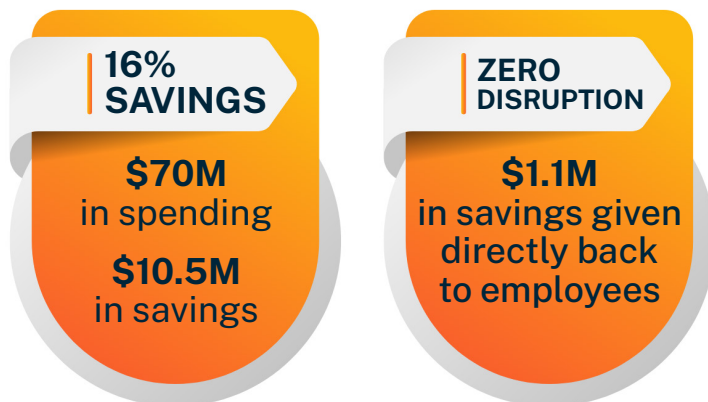 16%
SAVINGS
$70M
in spending
$10.5M
in savings
ZERO
DISRUPTION
$1.1M
in savings given
directly back
to employees